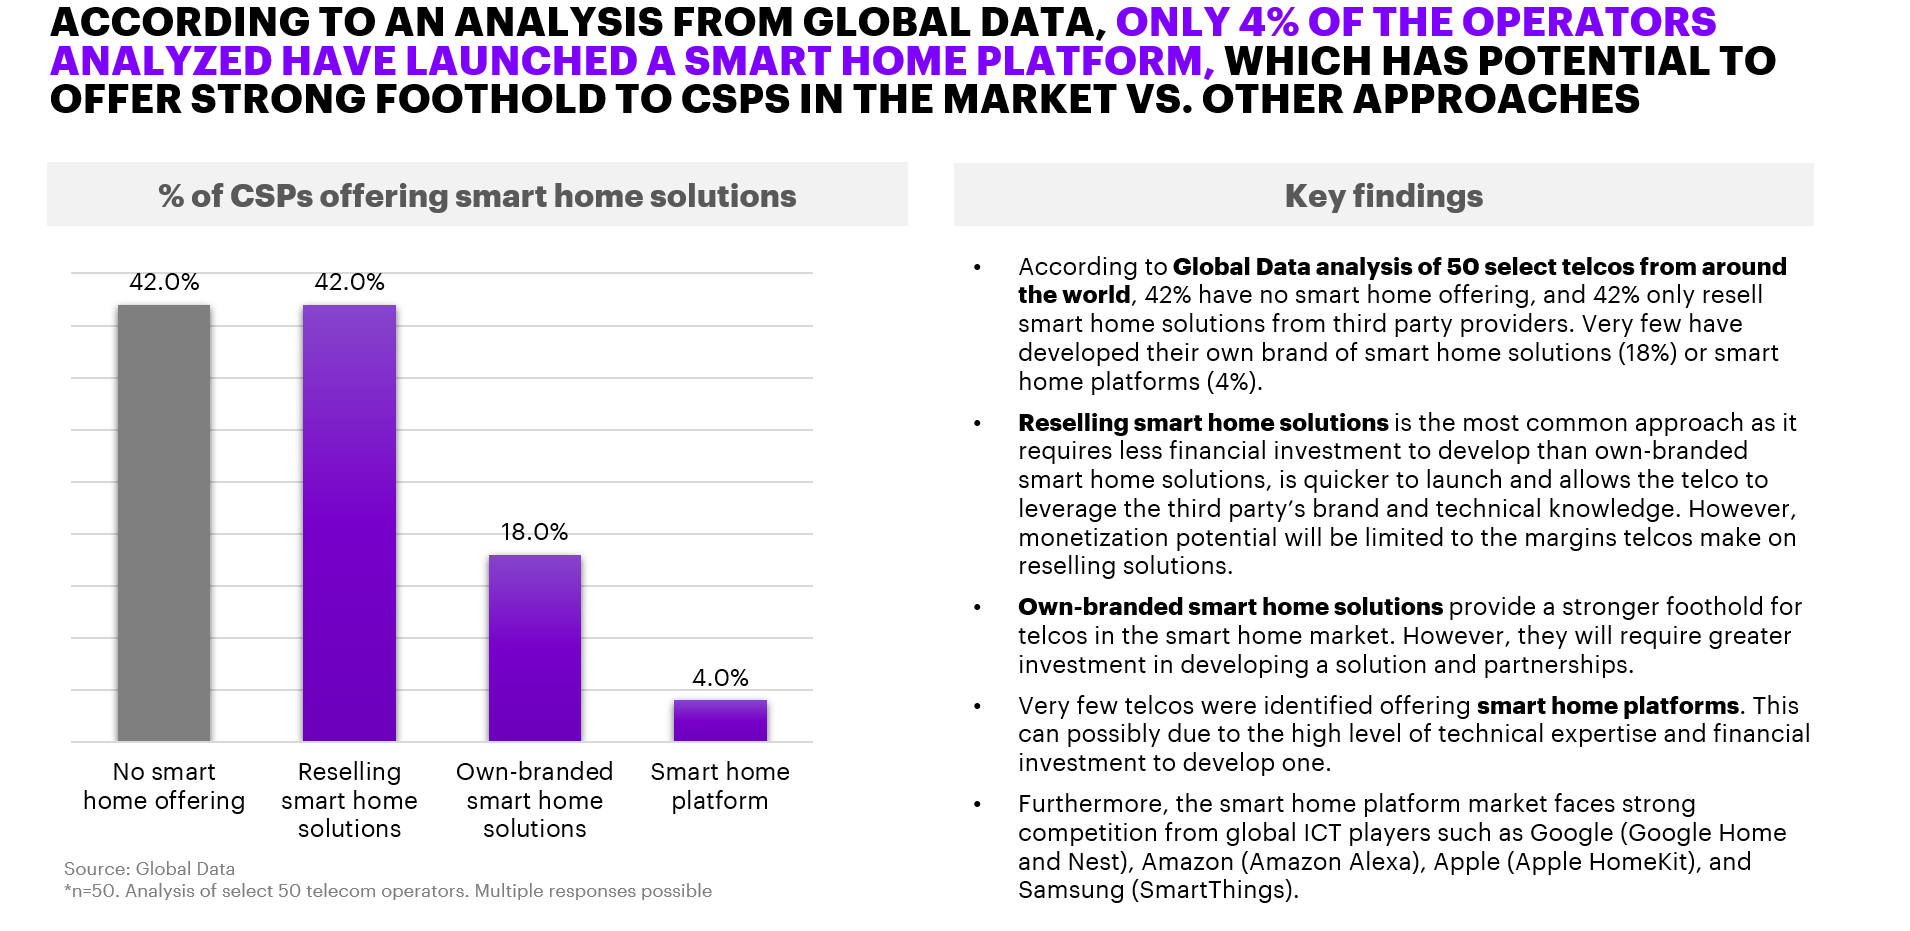 ACCORDING TO AN ANALYSIS FROM GLOBAL DATA, ONLY 4% OF THE OPERATORS
ANALYZED HAVE LAUNCHED A SMART HOME PLATFORM, WHICH HAS POTENTIAL TO
OFFER STRONG FOOTHOLD TO CSPS IN THE MARKET VS. OTHER APPROACHES
% of CSPs offering smart home solutions
42.0%
42.0%
18.0%
4.0%
No smart
home offering
Reselling
smart home
solutions
Own-branded
smart home
solutions
Smart home
platform
Source: Global Data
*n=50. Analysis of select 50 telecom operators. Multiple responses possible
Key findings
• According to Global Data analysis of 50 select telcos from around
the world, 42% have no smart home offering, and 42% only resell
smart home solutions from third party providers. Very few have
developed their own brand of smart home solutions (18%) or smart
home platforms (4%).
• Reselling smart home solutions is the most common approach as it
requires less financial investment to develop than own-branded
smart home solutions, is quicker to launch and allows the telco to
leverage the third party’s brand and technical knowledge. However,
monetization potential will be limited to the margins telcos make on
reselling solutions.
• Own-branded smart home solutions provide a stronger foothold for
telcos in the smart home market. However, they will require greater
investment in developing a solution and partnerships.
• Very few telcos were identified offering smart home platforms. This
can possibly due to the high level of technical expertise and financial
investment to develop one.
• Furthermore, the smart home platform market faces strong
competition from global ICT players such as Google (Google Home
and Nest), Amazon (Amazon Alexa), Apple (Apple HomeKit), and
Samsung (SmartThings).